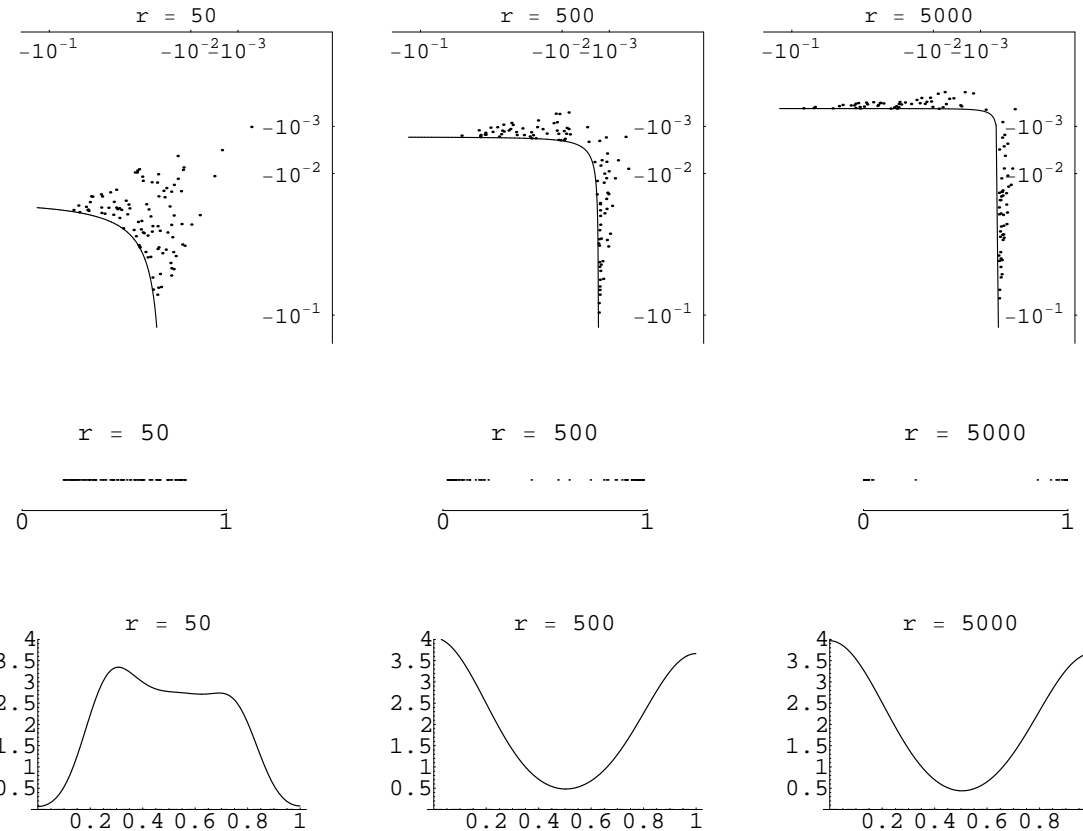 r = 50 r = 500 r = 5000
-10^-1 -10^-2 -10^-3 -10^-1 -10^-2 -10^-3 -10^-1 -10^-2 -10^-3
-10^-3 -10^-3 -10^-3
-10^-2 -10^-2 -10^-2
-10^-1 -10^-1 -10^-1
r = 50 r = 500 r = 5000
0 1 0 1 0 1
r = 50 r = 500 r = 5000
4 4 4
3.5 3.5 3.5
3 3 3
2.5 2.5 2.5
2 2 2
1.5 1.5 1.5
1 1 1
0.5 0.5 0.5
0.2 0.4 0.6 0.8 1 0.2 0.4 0.6 0.8 1 0.2 0.4 0.6 0.8